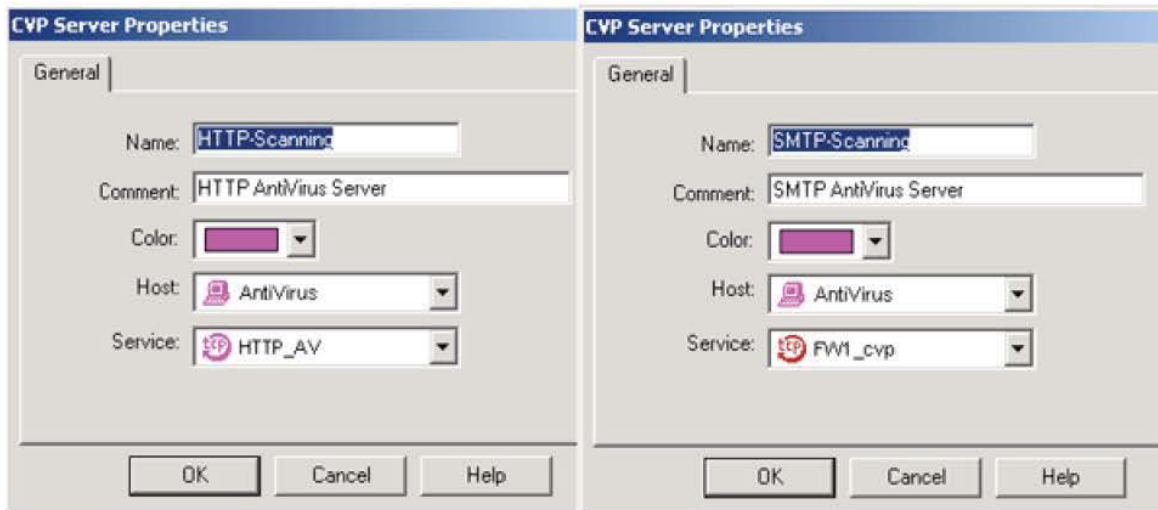 CVP Server Properties
General
Name: HTTP-Scanning
Comment: HTTP AntiVirus Server
Color:
Host: AntiVirus
Service: tcp HTTP_AV
OK Cancel Help
CVP Server Properties
General
Name: SMTP-Scanning
Comment: SMTP AntiVirus Server
Color:
Host: AntiVirus
Service: tcp FW1_cvp
OK Cancel Help